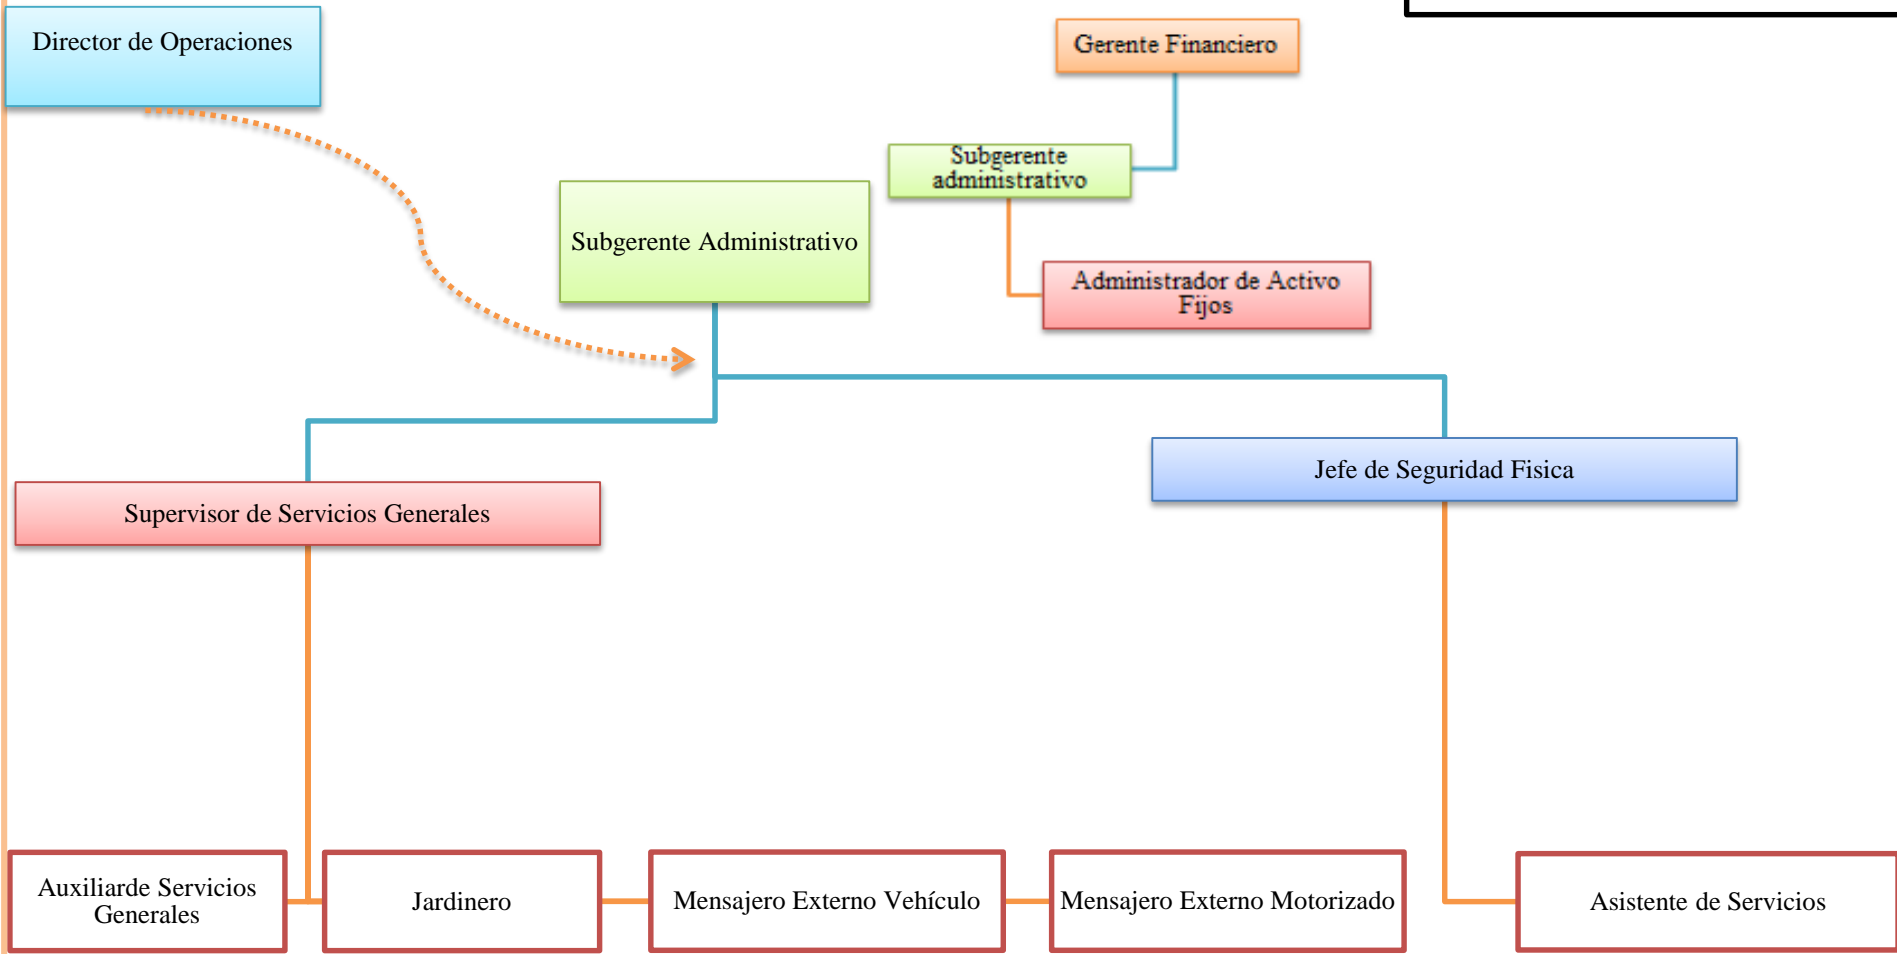 Director de Operaciones
Gerente Financiero
Subgerente
administrativo
Subgerente Administrativo
Administrador de Activo
Fijos
Jefe de Seguridad Fisica
Supervisor de Servicios Generales
Auxiliarde Servicios
Generales
Jardinero
Mensajero Externo Vehículo
Mensajero Externo Motorizado
Asistente de Servicios